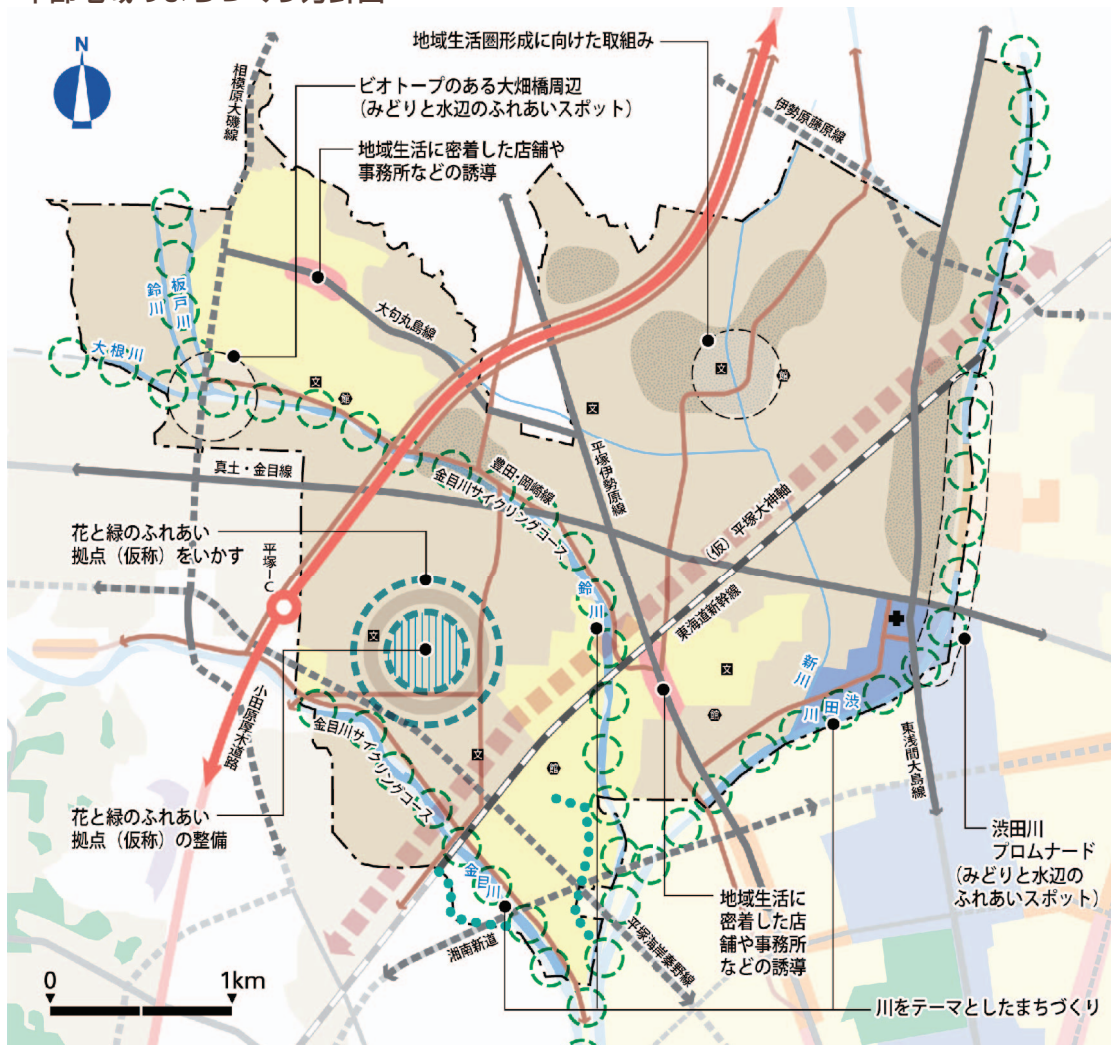 N
相模原大磯線
地域生活圏形成に向けた取組み
ビオトープのある大畑橋周辺
(みどりと水辺のふれあいスポット)
伊勢原藤原線
地域生活に密着した店舗や
事務所などの誘導
鈴川
板戸川
大根川
大句丸島線
文
館
文
文
館
平塚伊勢原線
真土・金目線
豊田・岡崎線
金目川サイクリングコース
(仮)平塚大神軸
東海道新幹線
花と緑のふれあい
拠点(仮称)をいかす
平塚IC
鈴川
文
文
館
新川
渋田川
小田原厚木道路
金目川サイクリングコース
文
館
東浅間大島線
花と緑のふれあい
拠点(仮称)の整備
金目川
渋田川
プロムナード
(みどりと水辺の
ふれあいスポット)
地域生活に
密着した店
舗や事務所
などの誘導
湘南新道
平塚海岸秦野線
0
1km
川をテーマとしたまちづくり